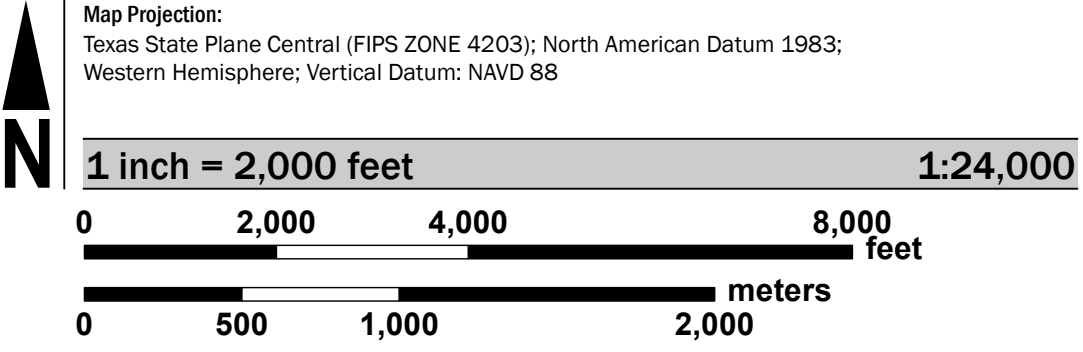 N
Map Projection:
Texas State Plane Central (FIPS ZONE 4203); North American Datum 1983;
Western Hemisphere; Vertical Datum: NAVD 88
1 inch = 2,000 feet 1:24,000
0 2,000 4,000 8,000
feet
meters
0 500 1,000 2,000